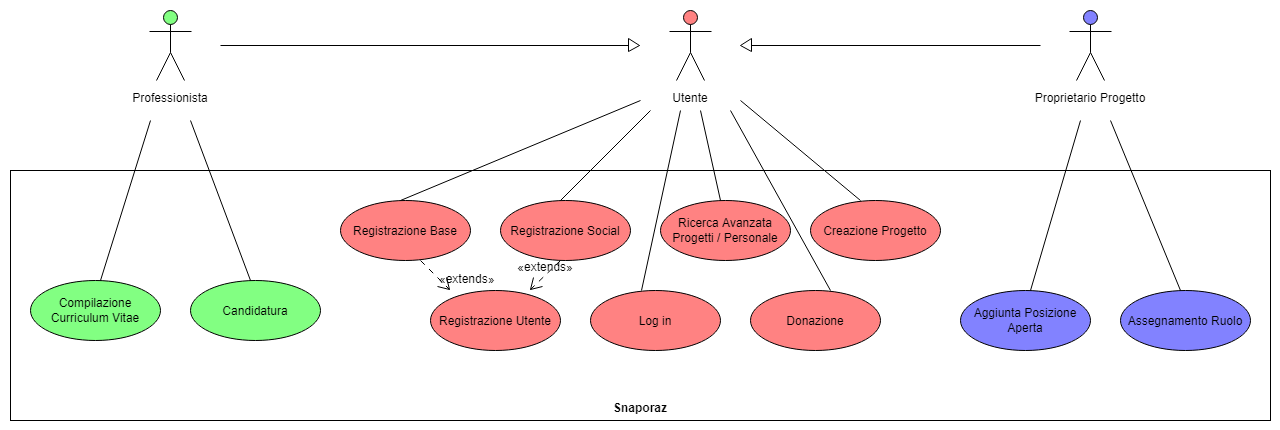 Professionista
Utente
Proprietario Progetto
Registrazione Base
Registrazione Social
Ricerca Avanzata
Progetti / Personale
Creazione Progetto
«extends»
«extends»
Compilazione
Curriculum Vitae
Candidatura
Registrazione Utente
Log in
Donazione
Aggiunta Posizione
Aperta
Assegnamento Ruolo
Snaporaz